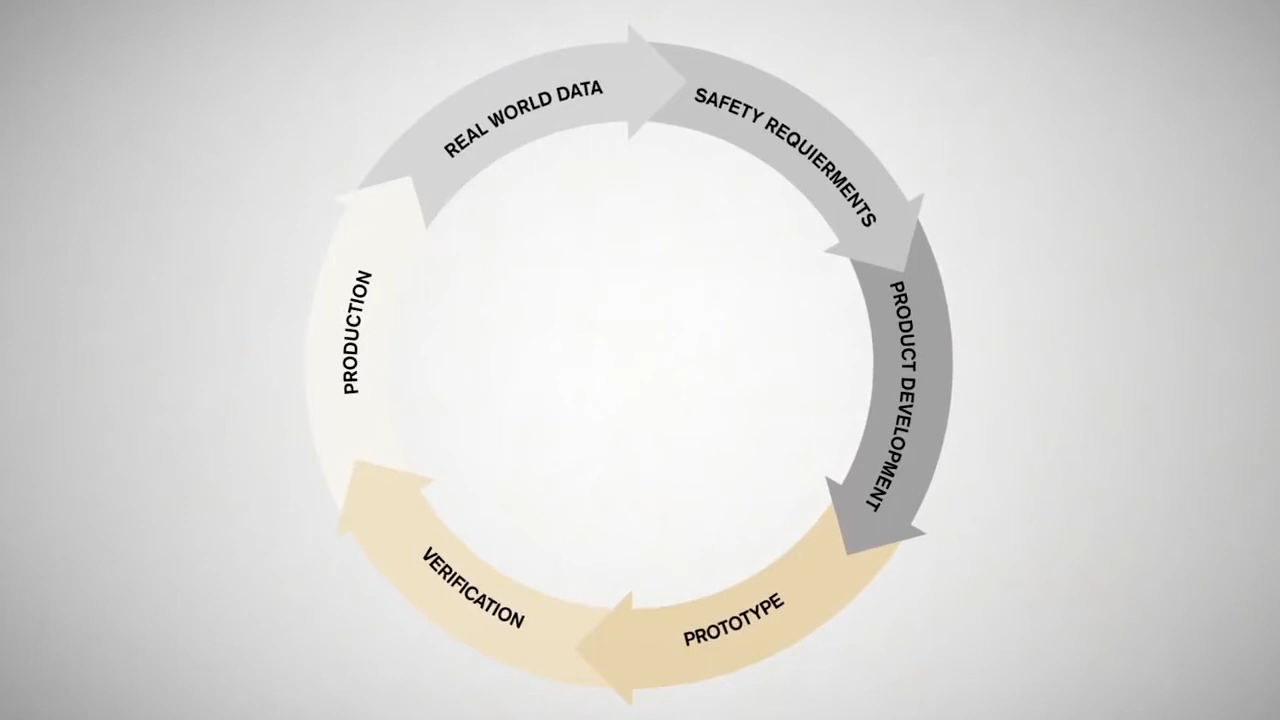 REAL WORLD DATA
SAFETY REQUIERMENTS
PRODUCT DEVELOPMENT
PROTOTYPE
VERIFICATION
PRODUCTION